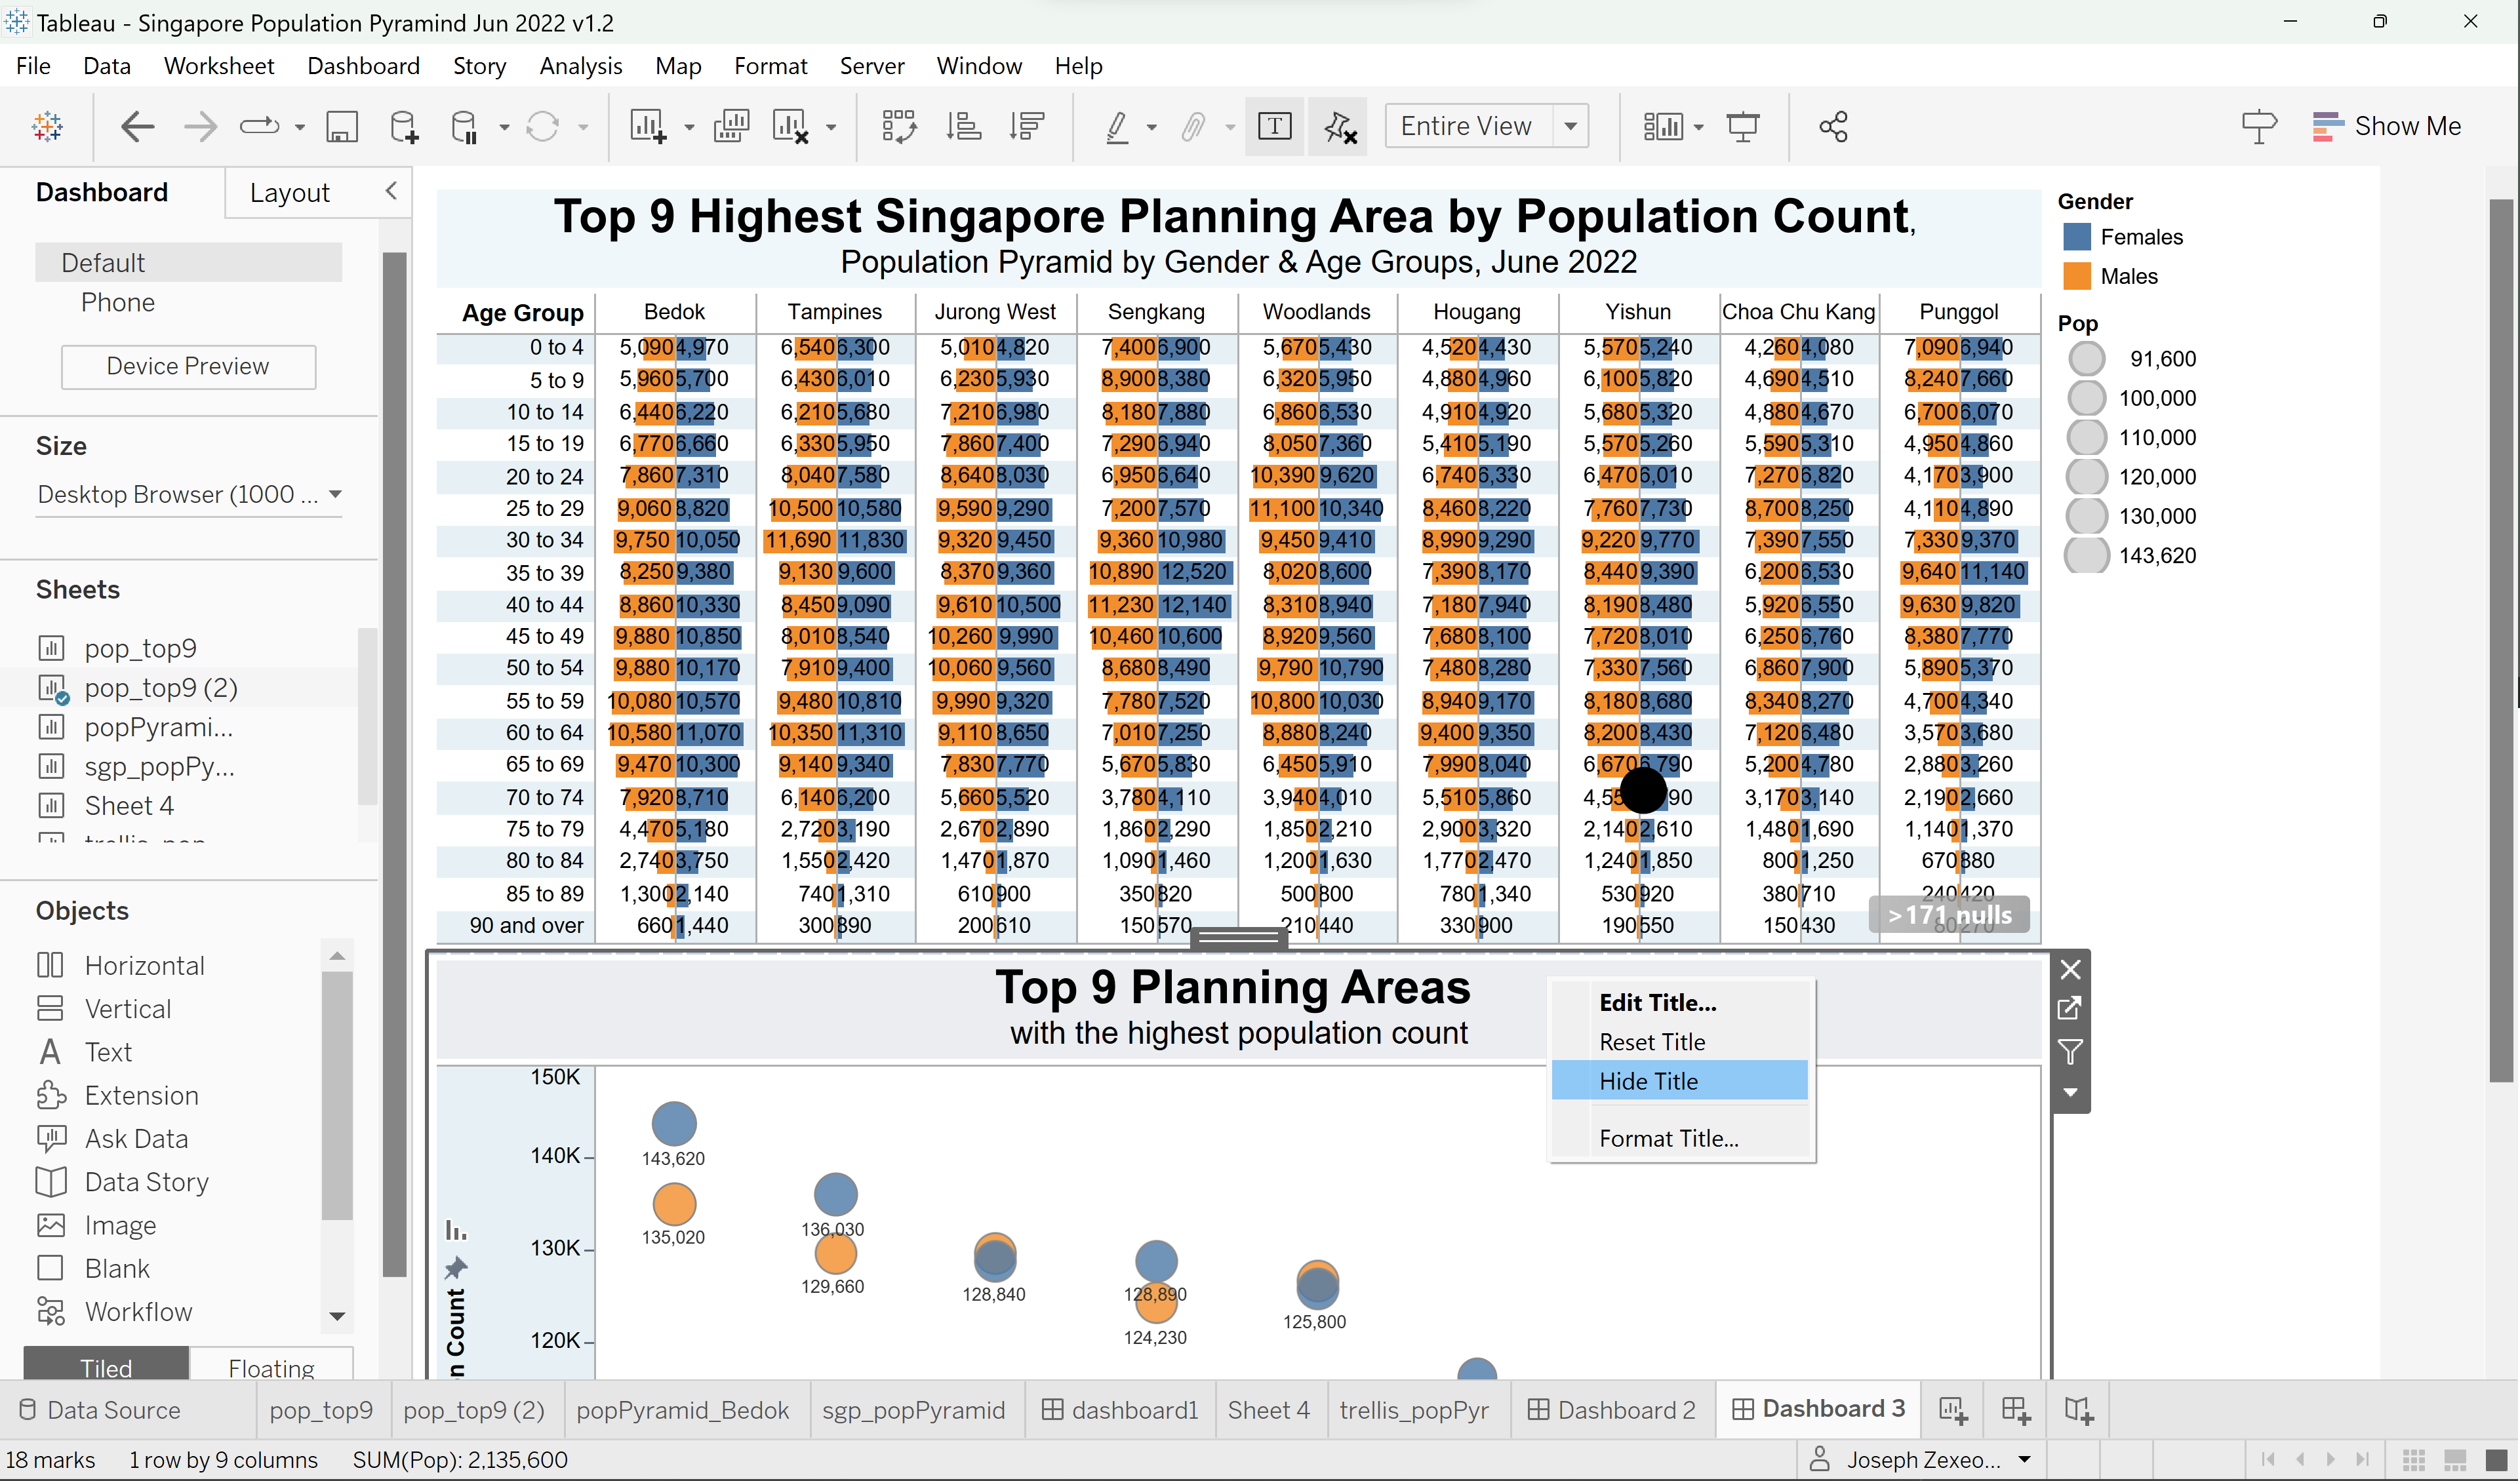 Tableau - Singapore Population Pyramind Jun 2022 v1.2
File Data Worksheet Dashboard Story Analysis Map Format Server Window Help
Entire View
Show Me
Dashboard Layout
Default
Phone
Device Preview
Size
Desktop Browser (1000 ...
Sheets
pop_top9
pop_top9 (2)
popPyrami...
sgp_popPy...
Sheet 4
Objects
Horizontal
Vertical
Text
Extension
Ask Data
Data Story
Image
Blank
Workflow
Tiled Floating
Top 9 Highest Singapore Planning Area by Population Count,
Population Pyramid by Gender & Age Groups, June 2022
Age Group Bedok Tampines Jurong West Sengkang Woodlands Hougang Yishun Choa Chu Kang Punggol
0 to 4 5,090 4,970 6,540 6,300 5,010 4,820 7,400 6,900 5,670 5,430 4,520 4,430 5,570 5,240 4,260 4,080 7,090 6,940
5 to 9 5,960 5,700 6,430 6,010 6,230 5,930 8,900 8,380 6,320 5,950 4,880 4,960 6,100 5,820 4,690 4,510 8,240 7,660
10 to 14 6,440 6,220 6,210 5,680 7,210 6,980 8,180 7,880 6,860 6,530 4,910 4,920 5,680 5,320 4,880 4,670 6,700 6,070
15 to 19 6,770 6,660 6,330 5,950 7,860 7,400 7,290 6,940 8,050 7,360 5,410 5,190 5,570 5,260 5,590 5,310 4,950 4,860
20 to 24 7,860 7,310 8,040 7,580 8,640 8,030 6,950 6,640 10,390 9,620 6,740 6,330 6,470 6,010 7,270 6,820 4,170 3,900
25 to 29 9,060 8,820 10,500 10,580 9,590 9,290 7,200 7,570 11,100 10,340 8,460 8,220 7,760 7,730 8,700 8,250 4,110 4,890
30 to 34 9,750 10,050 11,690 11,830 9,320 9,450 9,360 10,980 9,450 9,410 8,990 9,290 9,220 9,770 7,390 7,550 7,330 9,370
35 to 39 8,250 9,380 9,130 9,600 8,370 9,360 10,890 12,520 8,020 8,600 7,390 8,170 8,440 9,390 6,200 6,530 9,640 11,140
40 to 44 8,860 10,330 8,450 9,090 9,610 10,500 11,230 12,140 8,310 8,940 7,180 7,940 8,190 8,480 5,920 6,550 9,630 9,820
45 to 49 9,880 10,850 8,010 8,540 10,260 9,990 10,460 10,600 8,920 9,560 7,680 8,100 7,720 8,010 6,250 6,760 8,380 7,770
50 to 54 9,880 10,170 7,910 9,400 10,060 9,560 8,680 8,490 9,790 10,790 7,480 8,280 7,330 7,560 6,860 7,900 5,890 5,370
55 to 59 10,080 10,570 9,480 10,810 9,990 9,320 7,780 7,520 10,800 10,030 8,940 9,170 8,180 8,680 8,340 8,270 4,700 4,340
60 to 64 10,580 11,070 10,350 11,310 9,110 8,650 7,010 7,250 8,880 8,240 9,400 9,350 8,200 8,430 7,120 6,480 3,570 3,680
65 to 69 9,470 10,300 9,140 9,340 7,830 7,770 5,670 5,830 6,450 5,910 7,990 8,040 6,670 6,790 5,200 4,780 2,880 3,260
70 to 74 7,920 8,710 6,140 6,200 5,660 5,520 3,780 4,110 3,940 4,010 5,510 5,860 3,170 3,140 2,190 2,660
75 to 79 4,470 5,180 2,720 3,190 2,670 2,890 1,860 2,290 1,850 2,210 2,900 3,320 2,140 2,610 1,480 1,690 1,140 1,370
80 to 84 2,740 3,750 1,550 2,420 1,470 1,870 1,090 1,460 1,200 1,630 1,770 2,470 1,240 1,850 800 1,250 670 880
85 to 89 1,300 2,140 740 1,310 610 900 350 820 500 800 780 1,340 530 920 380 710 240 420
90 and over 660 1,440 300 890 200 610 150 570 210 440 330 900 190 550 150 430 80 270
>171 nulls
Gender
Females
Males
Pop
91,600
100,000
110,000
120,000
130,000
143,620
Top 9 Planning Areas
with the highest population count
Edit Title...
Reset Title
Hide Title
Format Title...
150K
140K
130K
120K
n Count
143,620
135,020
136,030
129,660
128,840
128,890
124,230
125,800
Data Source pop_top9 pop_top9 (2) popPyramid_Bedok sgp_popPyramid dashboard1 Sheet 4 trellis_popPyr Dashboard 2 Dashboard 3
18 marks 1 row by 9 columns SUM(Pop): 2,135,600 Joseph Zexeo...